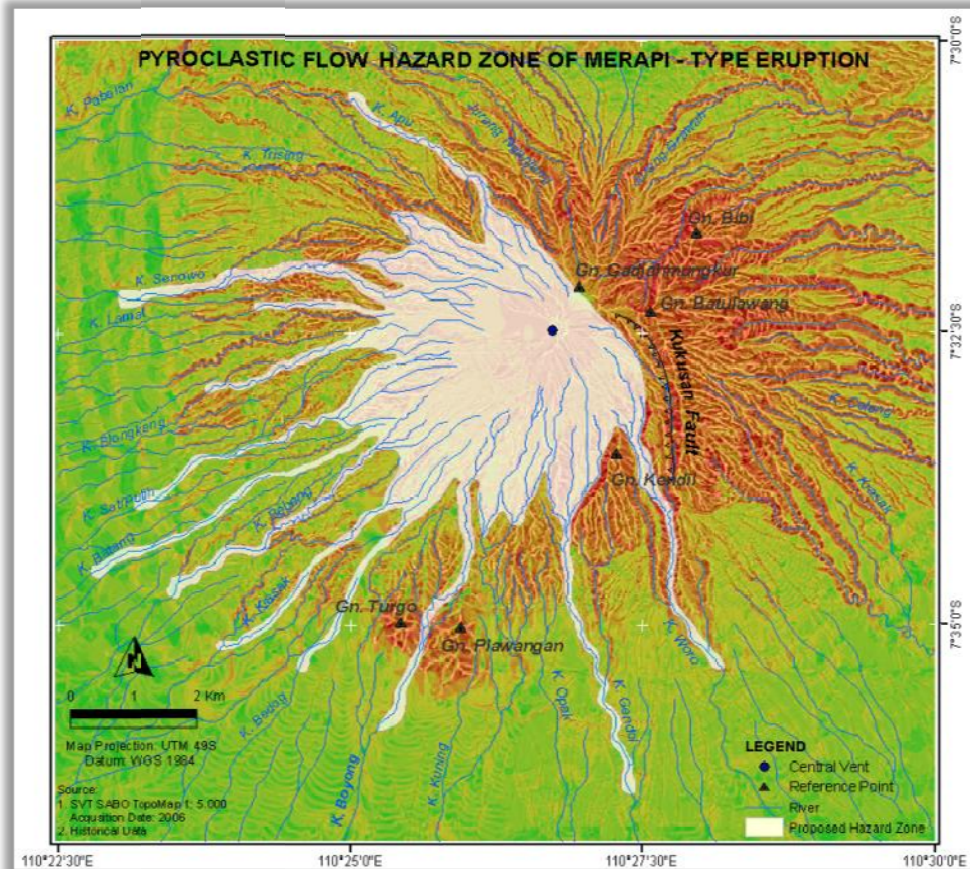 PYROCLASTIC FLOW HAZARD ZONE OF MERAPI - TYPE ERUPTION
7°30'0"S
K. Pabelan
K. Apu
K. Trising
Gn. Bibi
K. Senowo
K. Lamat
Gn. Batulawang
7°32'30"S
Kukusan Fault
K. Blongkeng
Gn. Kendil
K. Batang
K. Bebeng
K. Krasak
Gn. Turgo
Gn. Plawangan
7°35'0"S
K. Woro
N
0 1 2 Km
K. Bedog
K. Opak
K. Gendol
Map Projection: UTM 49S
Datum: WGS 1984
K. Boyong
K. Kuning
Source:
1. SVT SABO TopoMap 1: 5.000
Acquisition Date: 2006
2. Historical Data
LEGEND
Central Vent
Reference Point
River
Proposed Hazard Zone
110°22'30"E 110°25'0"E 110°27'30"E 110°30'0"E